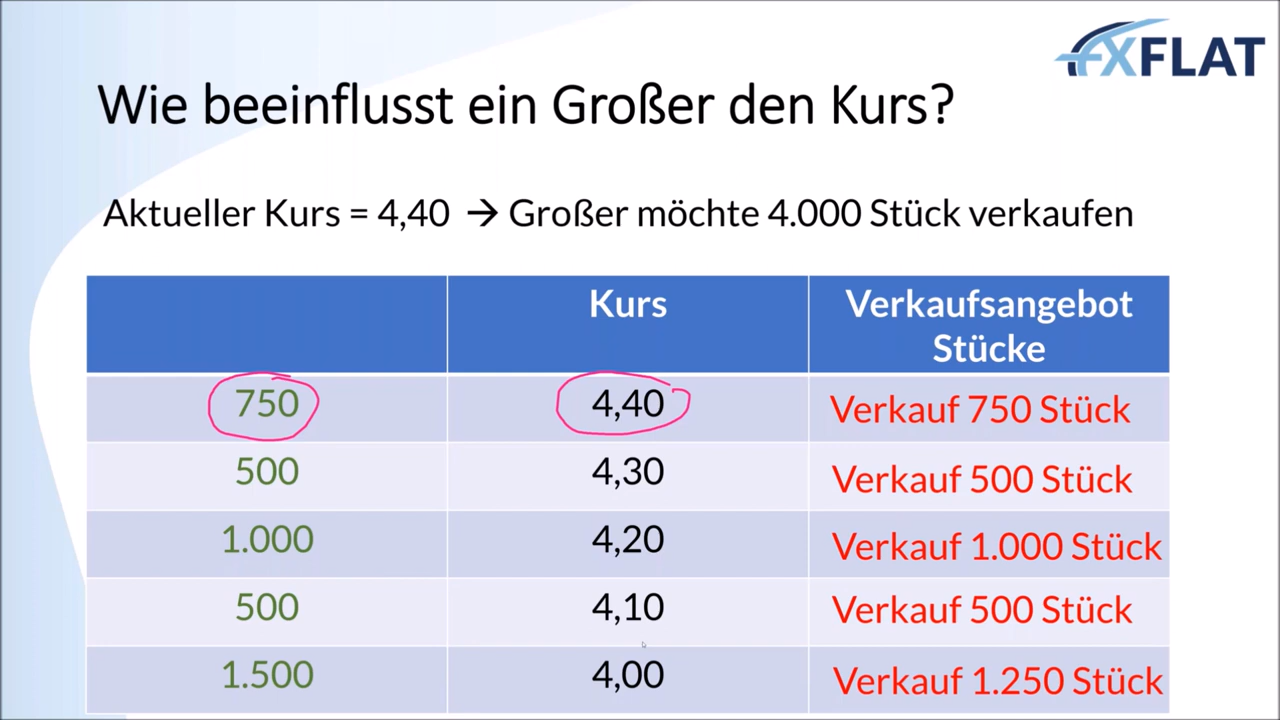 FXFLAT
Wie beeinflusst ein Großer den Kurs?
Aktueller Kurs = 4,40 → Großer möchte 4.000 Stück verkaufen
Kurs Verkaufsangebot
Stücke
750 4,40 Verkauf 750 Stück
500 4,30 Verkauf 500 Stück
1.000 4,20 Verkauf 1.000 Stück
500 4,10 Verkauf 500 Stück
1.500 4,00 Verkauf 1.250 Stück